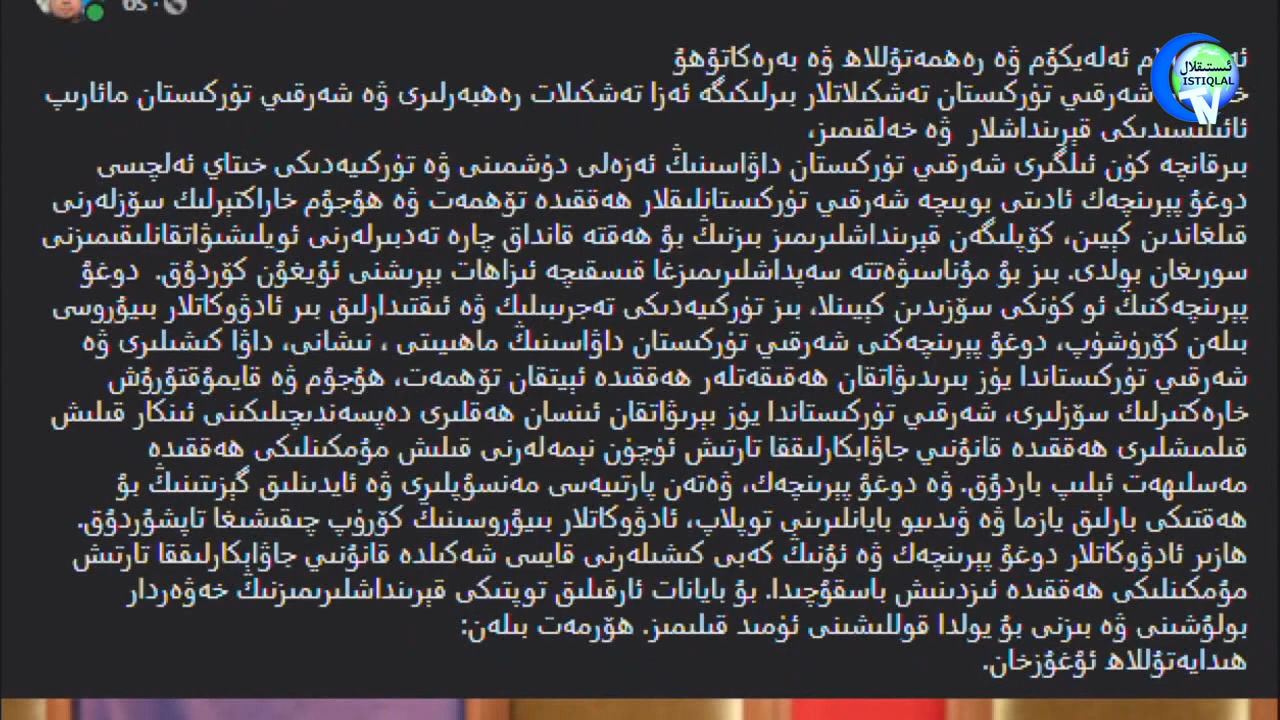 ئىستىقلال
ISTIQLAL
TV
ئەلەيكۇم ۋە رەھمەتۇللاھ ۋە بەرەكاتۇھۇ
شەرقىي تۈركىستان تەشكىلاتلار بىرلىكىگە ئەزا تەشكىلات رەھبەرلىرى ۋە شەرقىي تۈركىستان مائارىپ
ئائىلىسىدىكى قېرىنداشلار ۋە خەلقىمىز،
بىرقانچە كۈن ئىلگىرى شەرقىي تۈركىستان داۋاسىنىڭ ئەزەلى دۈشمىنى ۋە تۈركىيەدىكى خىتاي ئەلچىسى
دوغۇ پېرىنچەك ئادىتى بويىچە شەرقىي تۈركىستانلىقلار ھەققىدە تۆھمەت ۋە ھۇجۇم خاراكتېرلىك سۆزلەرنى
قىلغاندىن كېيىن، كۆپلىگەن قېرىنداشلىرىمىز بىزنىڭ بۇ ھەقتە قانداق چارە تەدبىرلەرنى ئويلىشىۋاتقانلىقىمىزنى
سورىغان بولدى. بىز بۇ مۇناسىۋەتتە سەپداشلىرىمىزغا قىسقىچە ئىزاھات بېرىشنى ئۇيغۇن كۆردۇق. دوغۇ
پېرىنچەكنىڭ ئو كۈنكى سۆزىدىن كېيىنلا، بىز تۈركىيەدىكى تەجرىبىلىك ۋە ئىقتىدارلىق بىر ئادۋوكاتلار بىيۇروسى
بىلەن كۆرۈشۈپ، دوغۇ پېرىنچەكنى شەرقىي تۈركىستان داۋاسىنىڭ ماھىيىتى ، نىشانى، داۋا كىشىلىرى ۋە
شەرقىي تۈركىستاندا يۈز بىرىدىۋاتقان ھەقىقەتلەر ھەققىدە ئېيتقان تۆھمەت، ھۇجۇم ۋە قايمۇقتۇرۇش
خارەكتىرلىك سۆزلىرى، شەرقىي تۈركىستاندا يۈز بېرىۋاتقان ئىنسان ھەقلىرى دەپسەندىچىلىكىنى ئىنكار قىلىش
قىلمىشلىرى ھەققىدە قانۇنىي جاۋابكارلىققا تارتىش ئۈچۈن نېمەلەرنى قىلىش مۇمكىنلىكى ھەققىدە
مەسلىھەت ئېلىپ باردۇق. ۋە دوغۇ پېرىنچەك، ۋەتەن پارتىيەسى مەنسۇپلىرى ۋە ئايدىنلىق گېزىتىنىڭ بۇ
ھەقتىكى بارلىق يازما ۋە ۋىدىيو بايانلىرىنى توپلاپ، ئادۋوكاتلار بىيۇروسىنىڭ كۆرۈپ چىقىشىغا تاپشۇردۇق.
ھازىر ئادۋوكاتلار دوغۇ پېرىنچەك ۋە ئۇنىڭ كەبى كىشىلەرنى قايسى شەكىلدە قانۇنىي جاۋابكارلىققا تارتىش
مۇمكىنلىكى ھەققىدە ئىزدىنىش باسقۇچىدا. بۇ بايانات ئارقىلىق توپتىكى قېرىنداشلىرىمىزنىڭ خەۋەردار
بولۇشىنى ۋە بىزنى بۇ يولدا قوللىشىنى ئۈمىد قىلىمىز. ھۆرمەت بىلەن:
ھىدايەتۇللاھ ئۇغۇزخان.